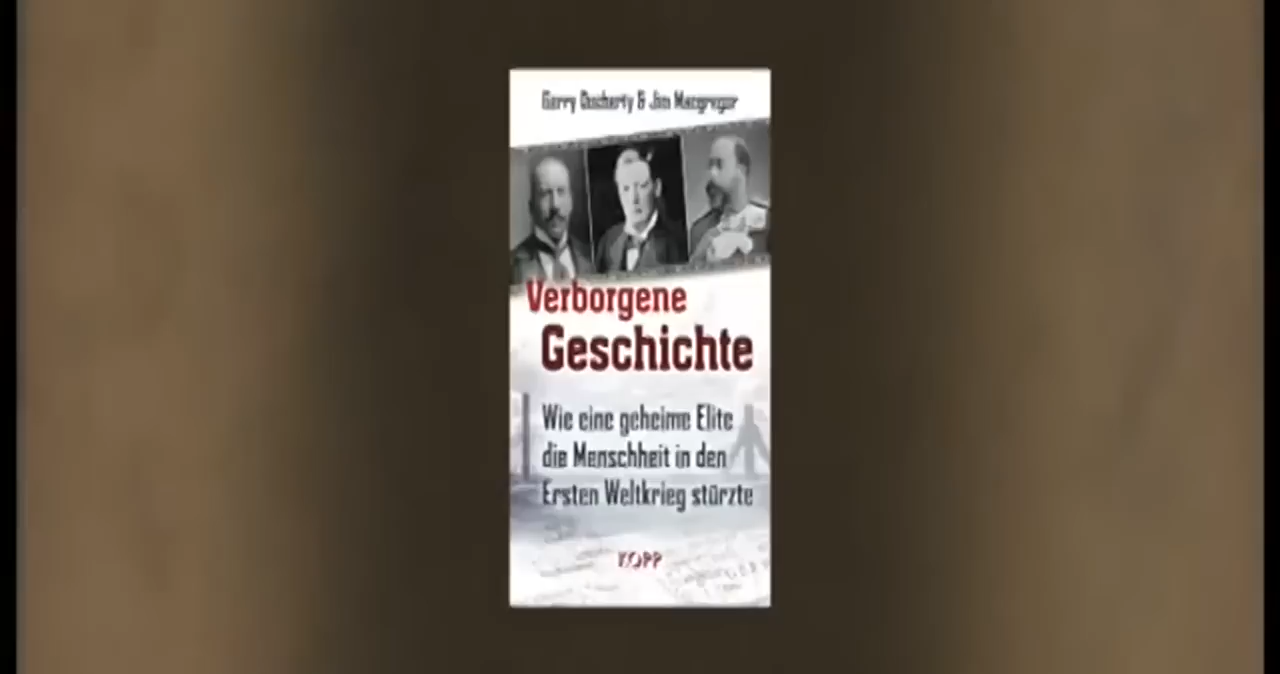 Gerry Docherty & Jim Macgregor
Verborgene
Geschichte
Wie eine geheime Elite
die Menschheit in den
Ersten Weltkrieg stürzte
KOPP